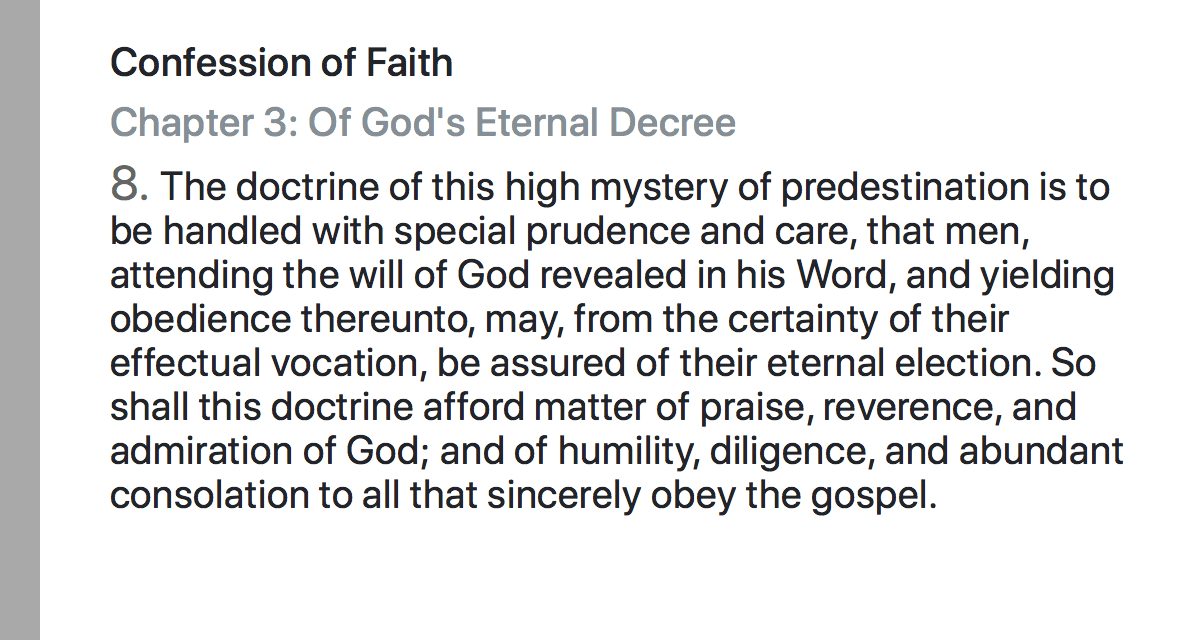 Confession of Faith
Chapter 3: Of God's Eternal Decree
8. The doctrine of this high mystery of predestination is to
be handled with special prudence and care, that men,
attending the will of God revealed in his Word, and yielding
obedience thereunto, may, from the certainty of their
effectual vocation, be assured of their eternal election. So
shall this doctrine afford matter of praise, reverence, and
admiration of God; and of humility, diligence, and abundant
consolation to all that sincerely obey the gospel.